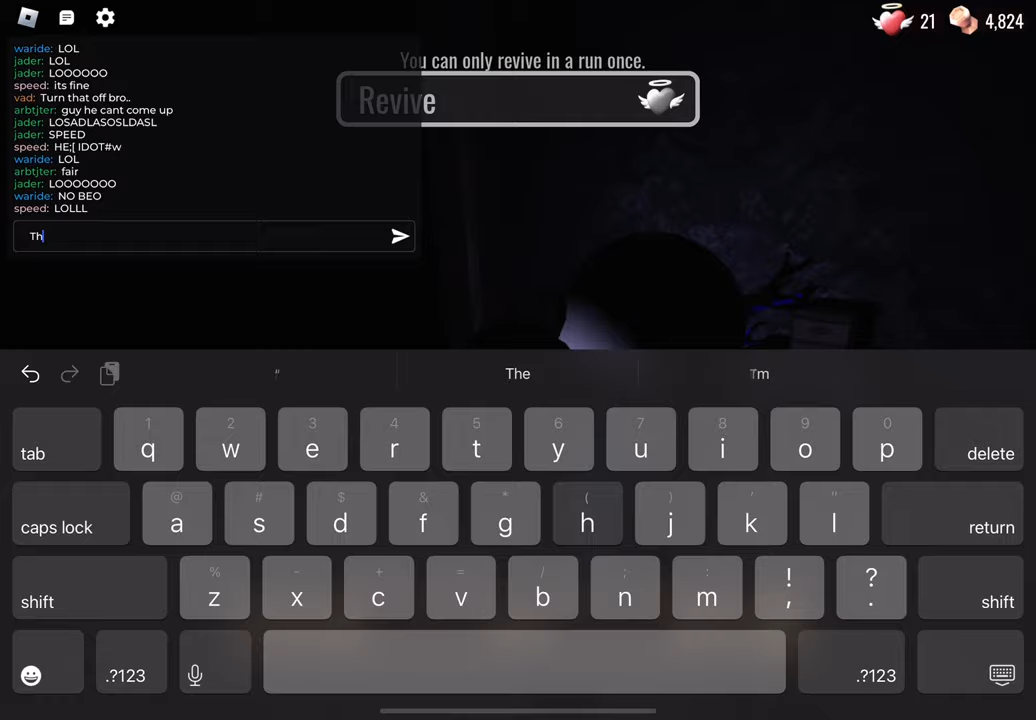 21
4,824
waride: LOL
jader: LOL
jader: LOOOOOO
speed: its fine
vad: Turn that off bro..
arbtjter: guy he cant come up
jader: LOSADLASOSLDASL
jader: SPEED
speed: HE;[ IDOT#w
waride: LOL
arbtjter: fair
jader: LOOOOOOO
waride: NO BEO
speed: LOLLL
Th
You can only revive in a run once.
Revive
" The I'm
1 2 3 4 5 6 7 8 9 0
tab q w e r t y u i o p delete
@ # $ & * ( ) ' "
caps lock a s d f g h j k l return
% - + = / ; : ! ?
shift z x c v b n m , . shift
.?123 .?123